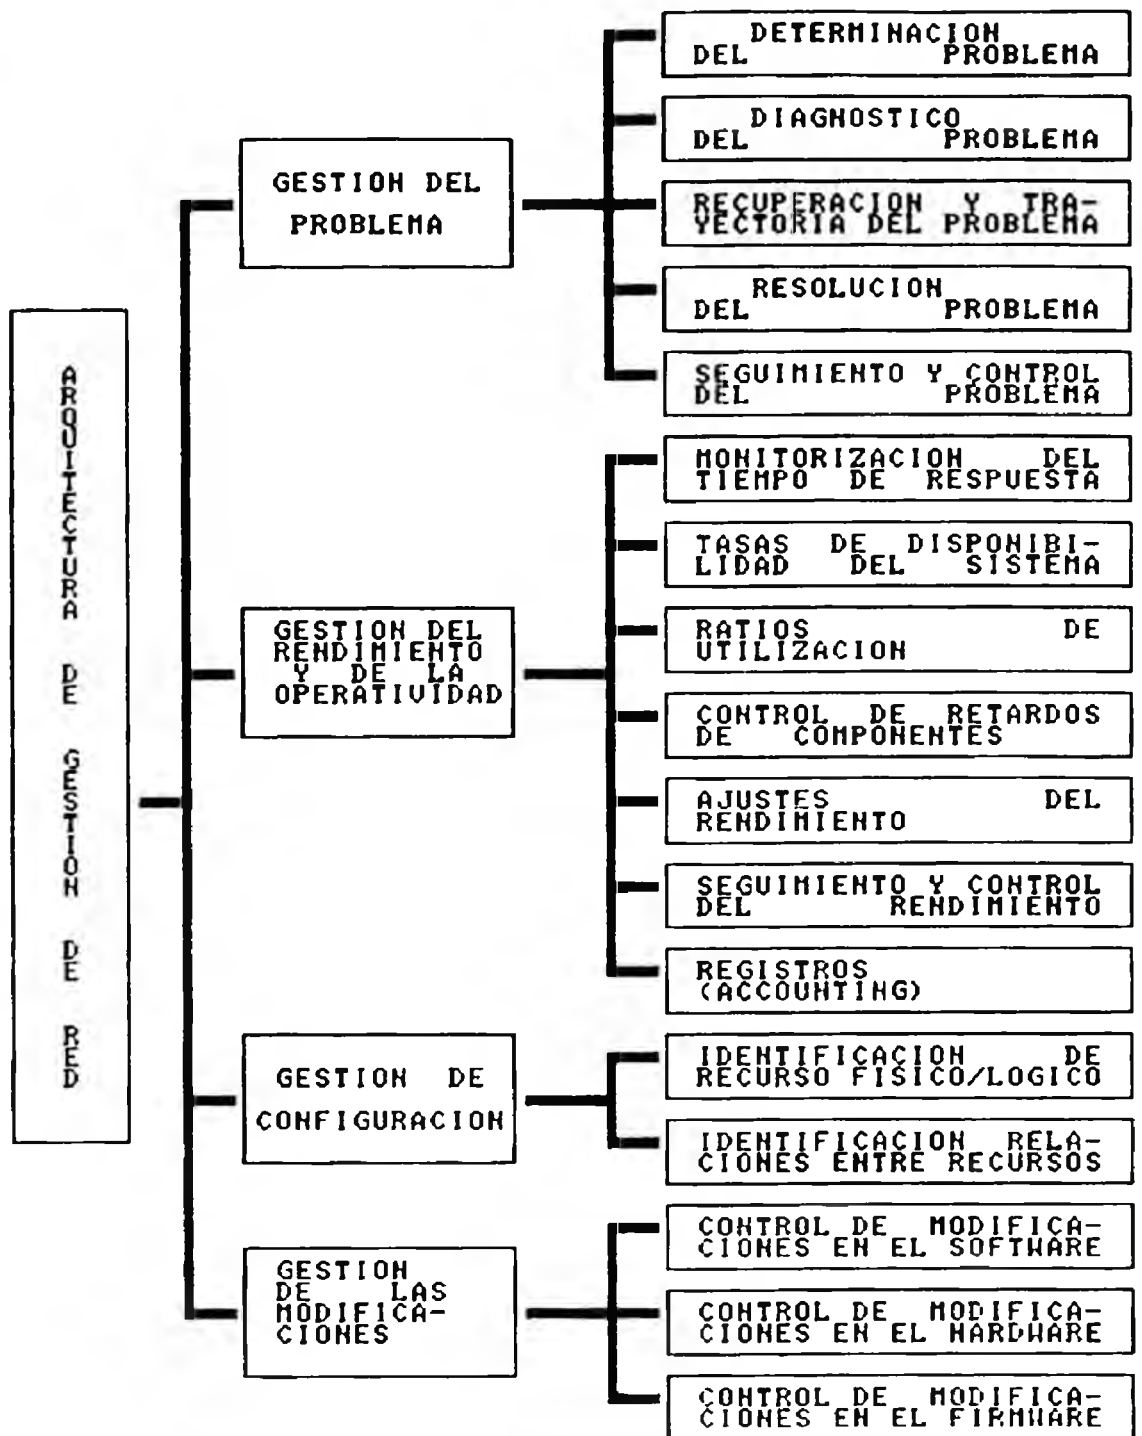 ARQUITECTURA DE GESTION DE RED
GESTION DEL
PROBLEMA
DETERMINACION
DEL PROBLEMA
DIAGNOSTICO
DEL PROBLEMA
RECUPERACION Y TRA-
YECTORIA DEL PROBLEMA
RESOLUCION
DEL PROBLEMA
SEGUIMIENTO Y CONTROL
DEL PROBLEMA
GESTION DEL
RENDIMIENTO
Y DE LA
OPERATIVIDAD
MONITORIZACION DEL
TIEMPO DE RESPUESTA
TASAS DE DISPONIBI-
LIDAD DEL SISTEMA
RATIOS DE
UTILIZACION
CONTROL DE RETARDOS
DE COMPONENTES
AJUSTES DEL
RENDIMIENTO
SEGUIMIENTO Y CONTROL
DEL RENDIMIENTO
REGISTROS
(ACCOUNTING)
GESTION DE
CONFIGURACION
IDENTIFICACION DE
RECURSO FISICO/LOGICO
IDENTIFICACION RELA-
CIONES ENTRE RECURSOS
GESTION
DE LAS
MODIFICA-
CIONES
CONTROL DE MODIFICA-
CIONES EN EL SOFTWARE
CONTROL DE MODIFICA-
CIONES EN EL HARDWARE
CONTROL DE MODIFICA-
CIONES EN EL FIRMWARE